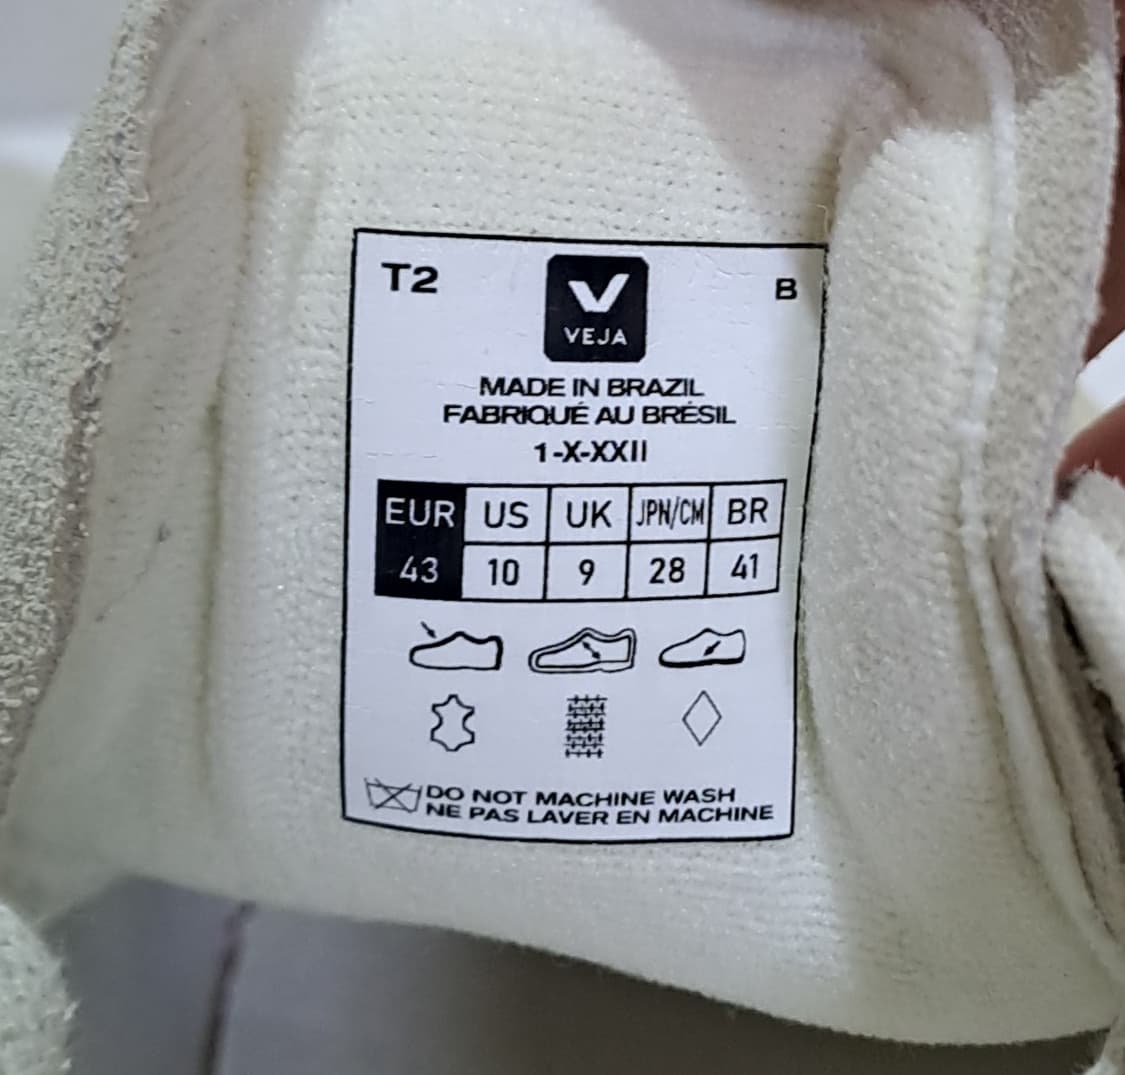 T2
B
VEJA
MADE IN BRAZIL
FABRIQUÉ AU BRÉSIL
1-X-XXII
EUR US UK JPN/CM BR
43 10 9 28 41
DO NOT MACHINE WASH
NE PAS LAVER EN MACHINE